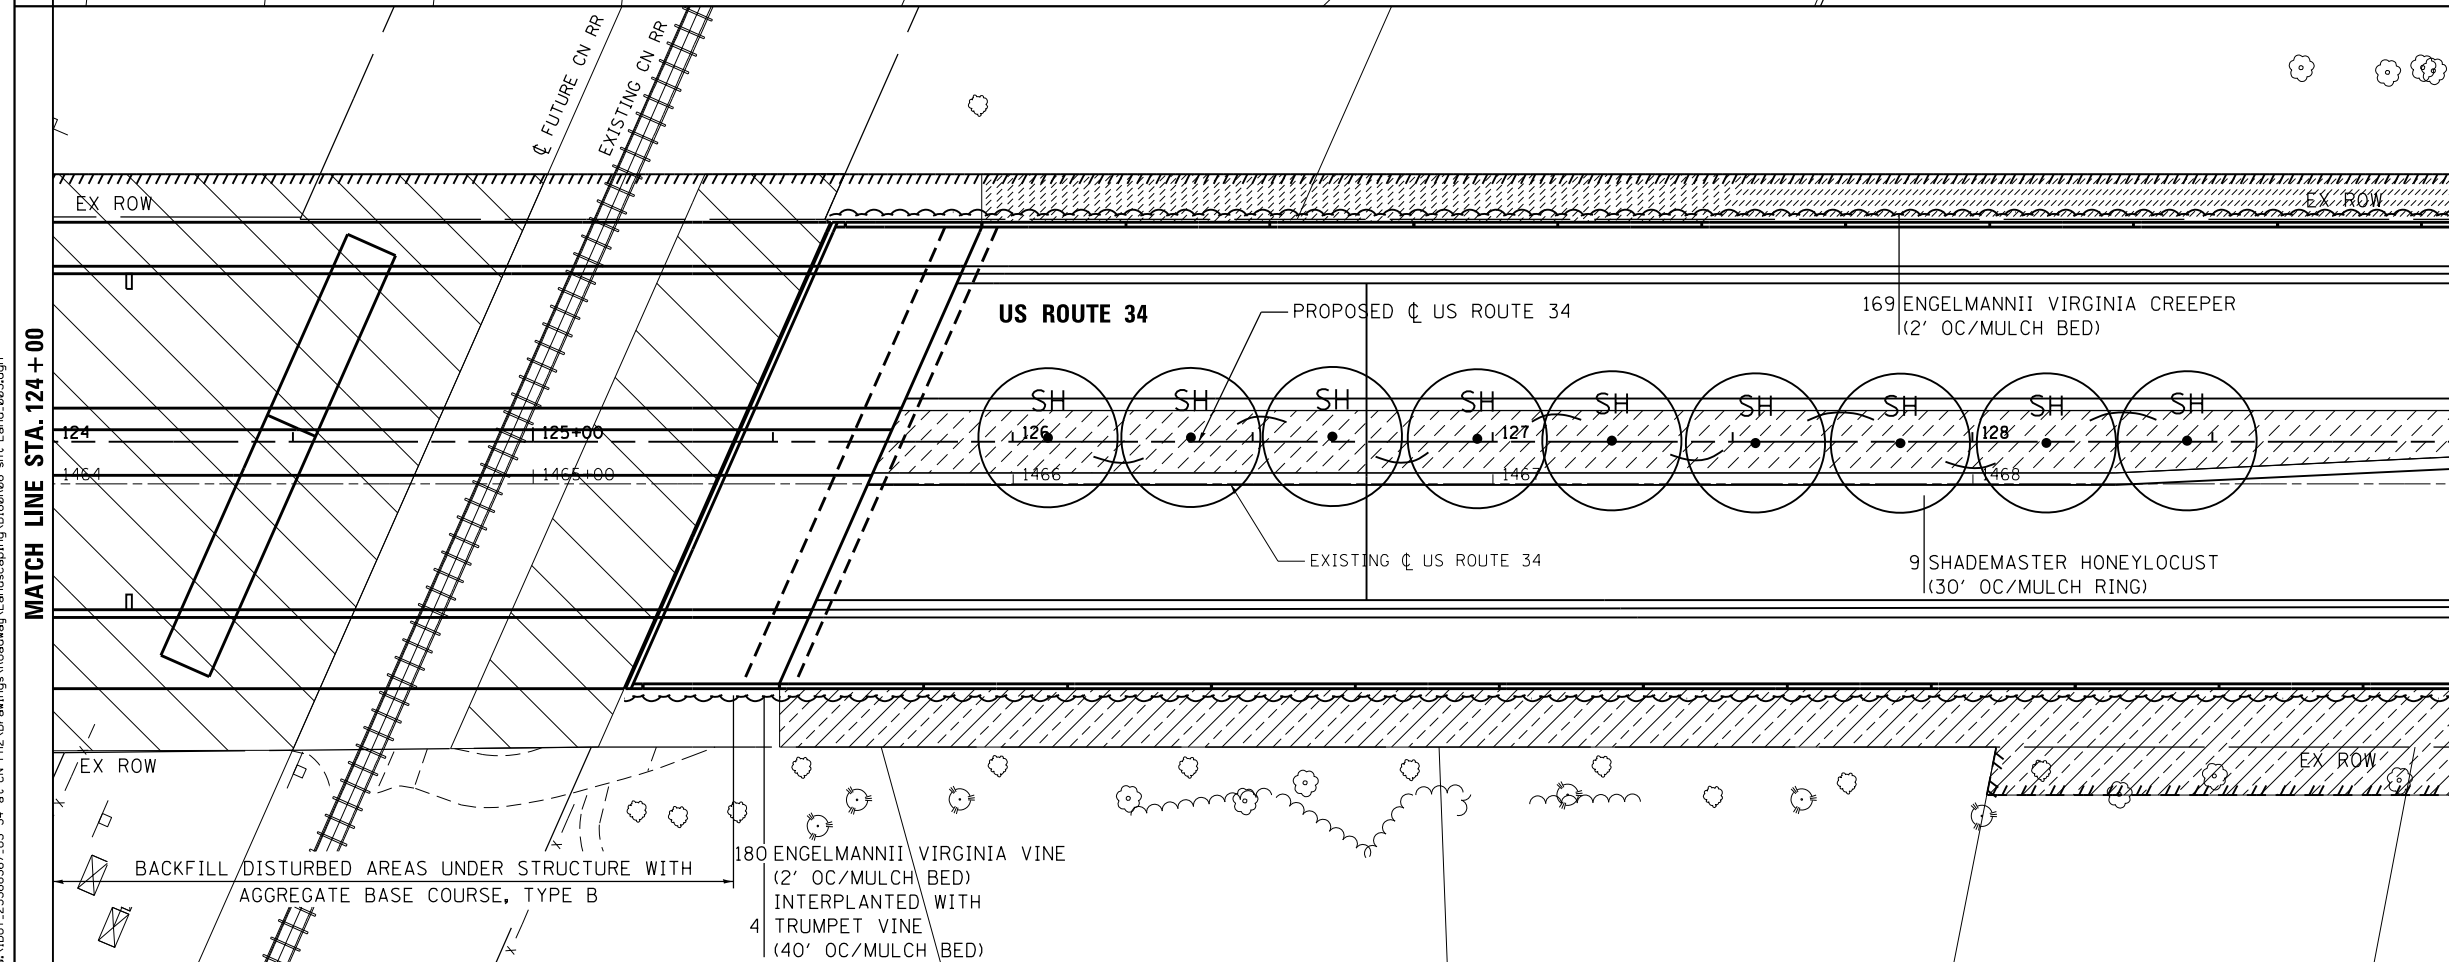 ℄ FUTURE CN RR
EXISTING CN RR
EX ROW
EX ROW
US ROUTE 34
PROPOSED ℄ US ROUTE 34
169 ENGELMANNII VIRGINIA CREEPER
(2' OC/MULCH BED)
MATCH LINE STA. 124+00
SH SH SH SH SH SH SH SH SH
124 125+00 126 127 128
1464 1465+00 1466 1467 1468
EXISTING ℄ US ROUTE 34
9 SHADEMASTER HONEYLOCUST
(30' OC/MULCH RING)
EX ROW
EX ROW
BACKFILL DISTURBED AREAS UNDER STRUCTURE WITH
AGGREGATE BASE COURSE, TYPE B
180 ENGELMANNII VIRGINIA VINE
(2' OC/MULCH BED)
INTERPLANTED WITH
4 TRUMPET VINE
(40' OC/MULCH BED)